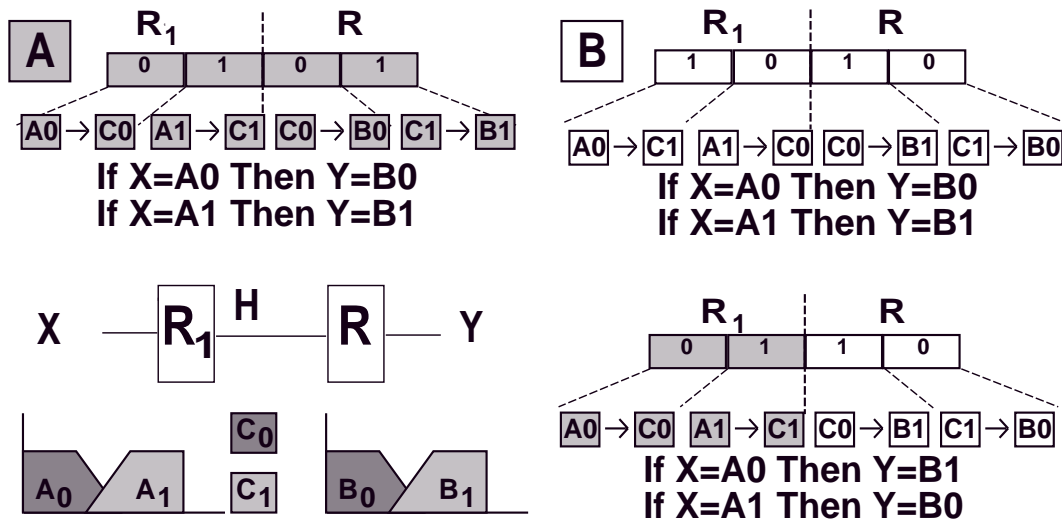 A
R1 R
0 1 0 1
A0 → C0 A1 → C1 C0 → B0 C1 → B1
If X=A0 Then Y=B0
If X=A1 Then Y=B1
B
R1 R
1 0 1 0
A0 → C1 A1 → C0 C0 → B1 C1 → B0
If X=A0 Then Y=B0
If X=A1 Then Y=B1
X R1 H R Y
A0 A1
C0
C1
B0 B1
R1 R
0 1 1 0
A0 → C0 A1 → C1 C0 → B1 C1 → B0
If X=A0 Then Y=B1
If X=A1 Then Y=B0